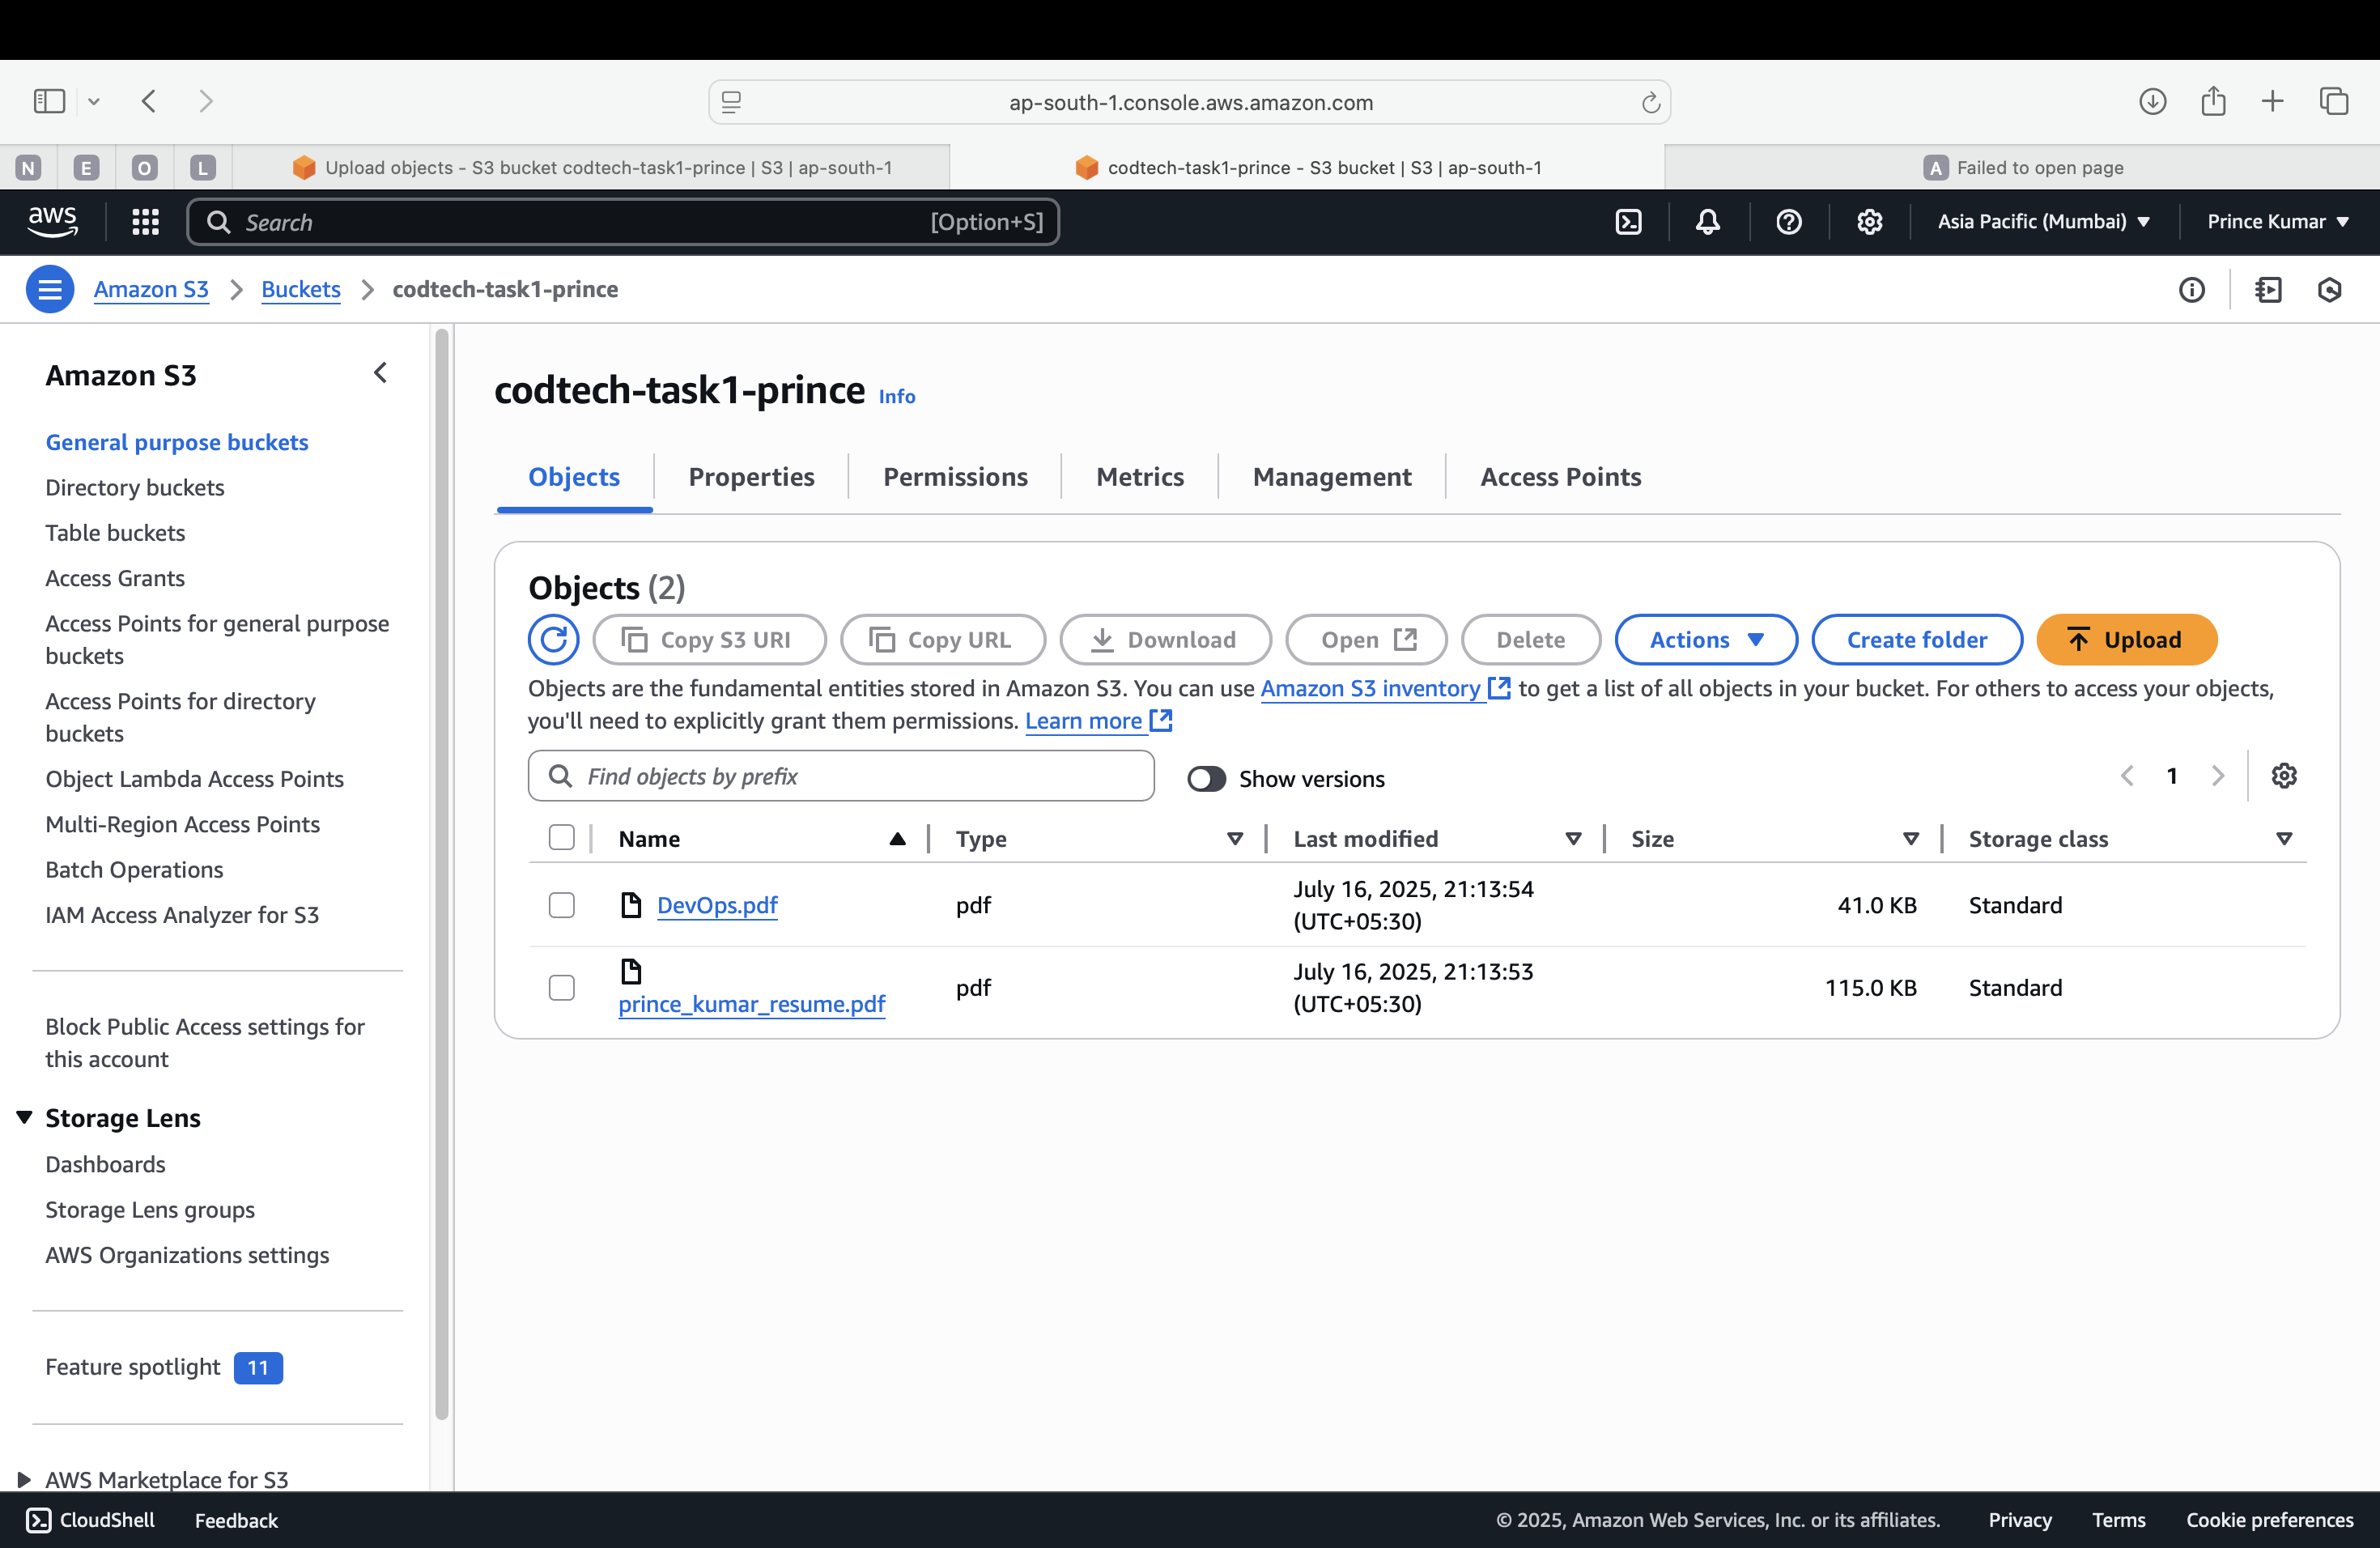 ap-south-1.console.aws.amazon.com
N E O L Upload objects - S3 bucket codtech-task1-prince | S3 | ap-south-1 codtech-task1-prince - S3 bucket | S3 | ap-south-1 A Failed to open page
aws Search [Option+S] Asia Pacific (Mumbai) Prince Kumar
Amazon S3 Buckets codtech-task1-prince
Amazon S3
General purpose buckets
Directory buckets
Table buckets
Access Grants
Access Points for general purpose
buckets
Access Points for directory
buckets
Object Lambda Access Points
Multi-Region Access Points
Batch Operations
IAM Access Analyzer for S3
Block Public Access settings for
this account
Storage Lens
Dashboards
Storage Lens groups
AWS Organizations settings
Feature spotlight 11
AWS Marketplace for S3
codtech-task1-prince Info
Objects Properties Permissions Metrics Management Access Points
Objects (2)
Copy S3 URI Copy URL Download Open Delete Actions Create folder Upload
Objects are the fundamental entities stored in Amazon S3. You can use Amazon S3 inventory to get a list of all objects in your bucket. For others to access your objects,
you'll need to explicitly grant them permissions. Learn more
Find objects by prefix Show versions 1
Name Type Last modified Size Storage class
DevOps.pdf pdf July 16, 2025, 21:13:54 (UTC+05:30) 41.0 KB Standard
prince_kumar_resume.pdf pdf July 16, 2025, 21:13:53 (UTC+05:30) 115.0 KB Standard
CloudShell Feedback © 2025, Amazon Web Services, Inc. or its affiliates. Privacy Terms Cookie preferences